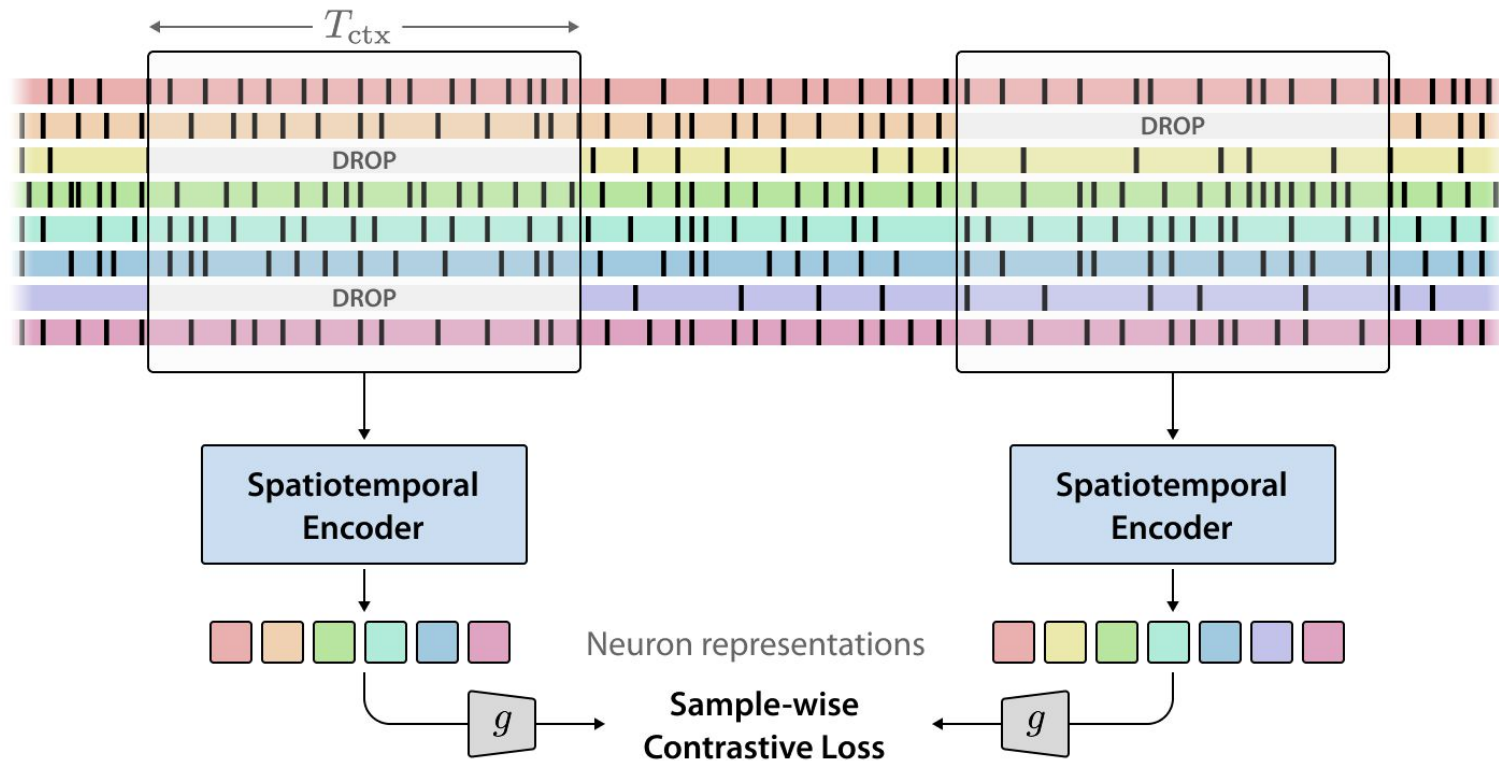 T_ctx
DROP
DROP
DROP
Spatiotemporal
Encoder
Spatiotemporal
Encoder
Neuron representations
g
Sample-wise
Contrastive Loss
g